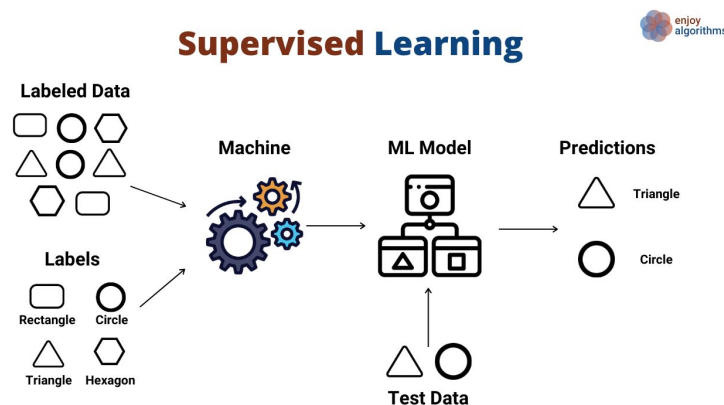 enjoy
algorithms
Supervised Learning
Labeled Data
Machine
ML Model
Predictions
Triangle
Circle
Labels
Rectangle Circle
Triangle Hexagon
Test Data